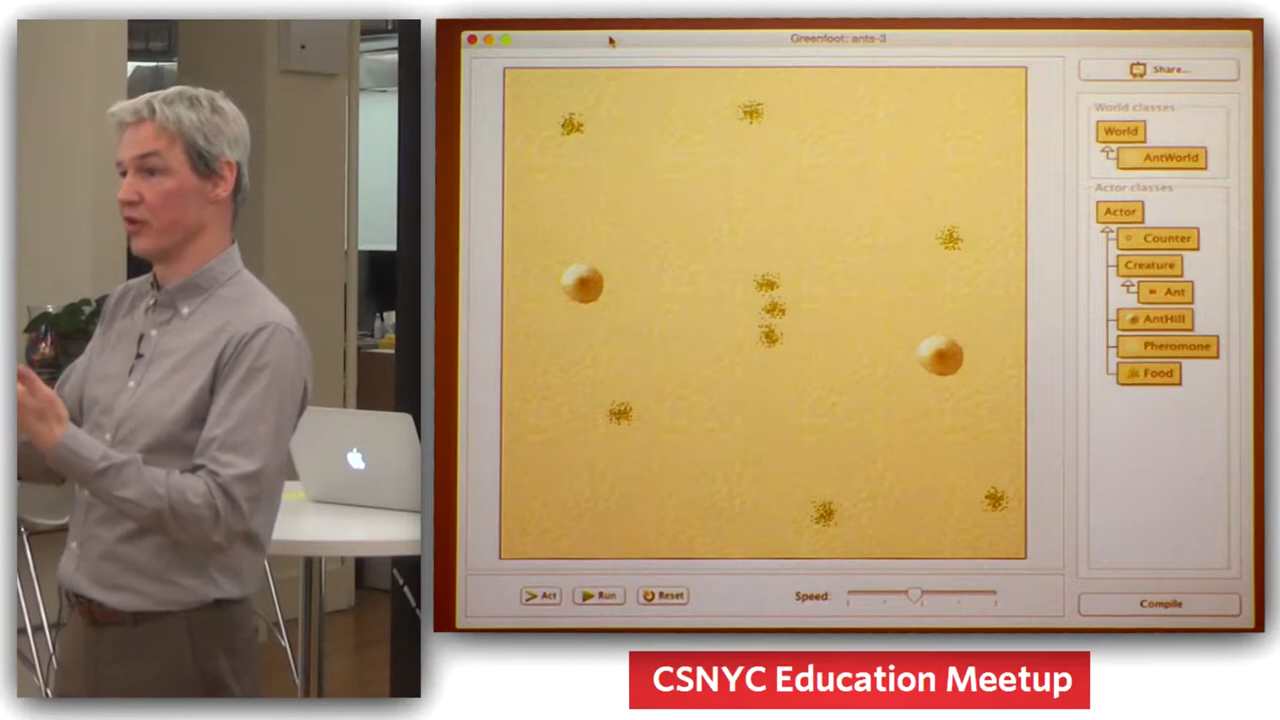 Greenfoot: ants-3
Share...
World classes
World
AntWorld
Actor classes
Actor
Counter
Creature
Ant
AntHill
Pheromone
Food
Act
Run
Reset
Speed:
Compile
CSNYC Education Meetup